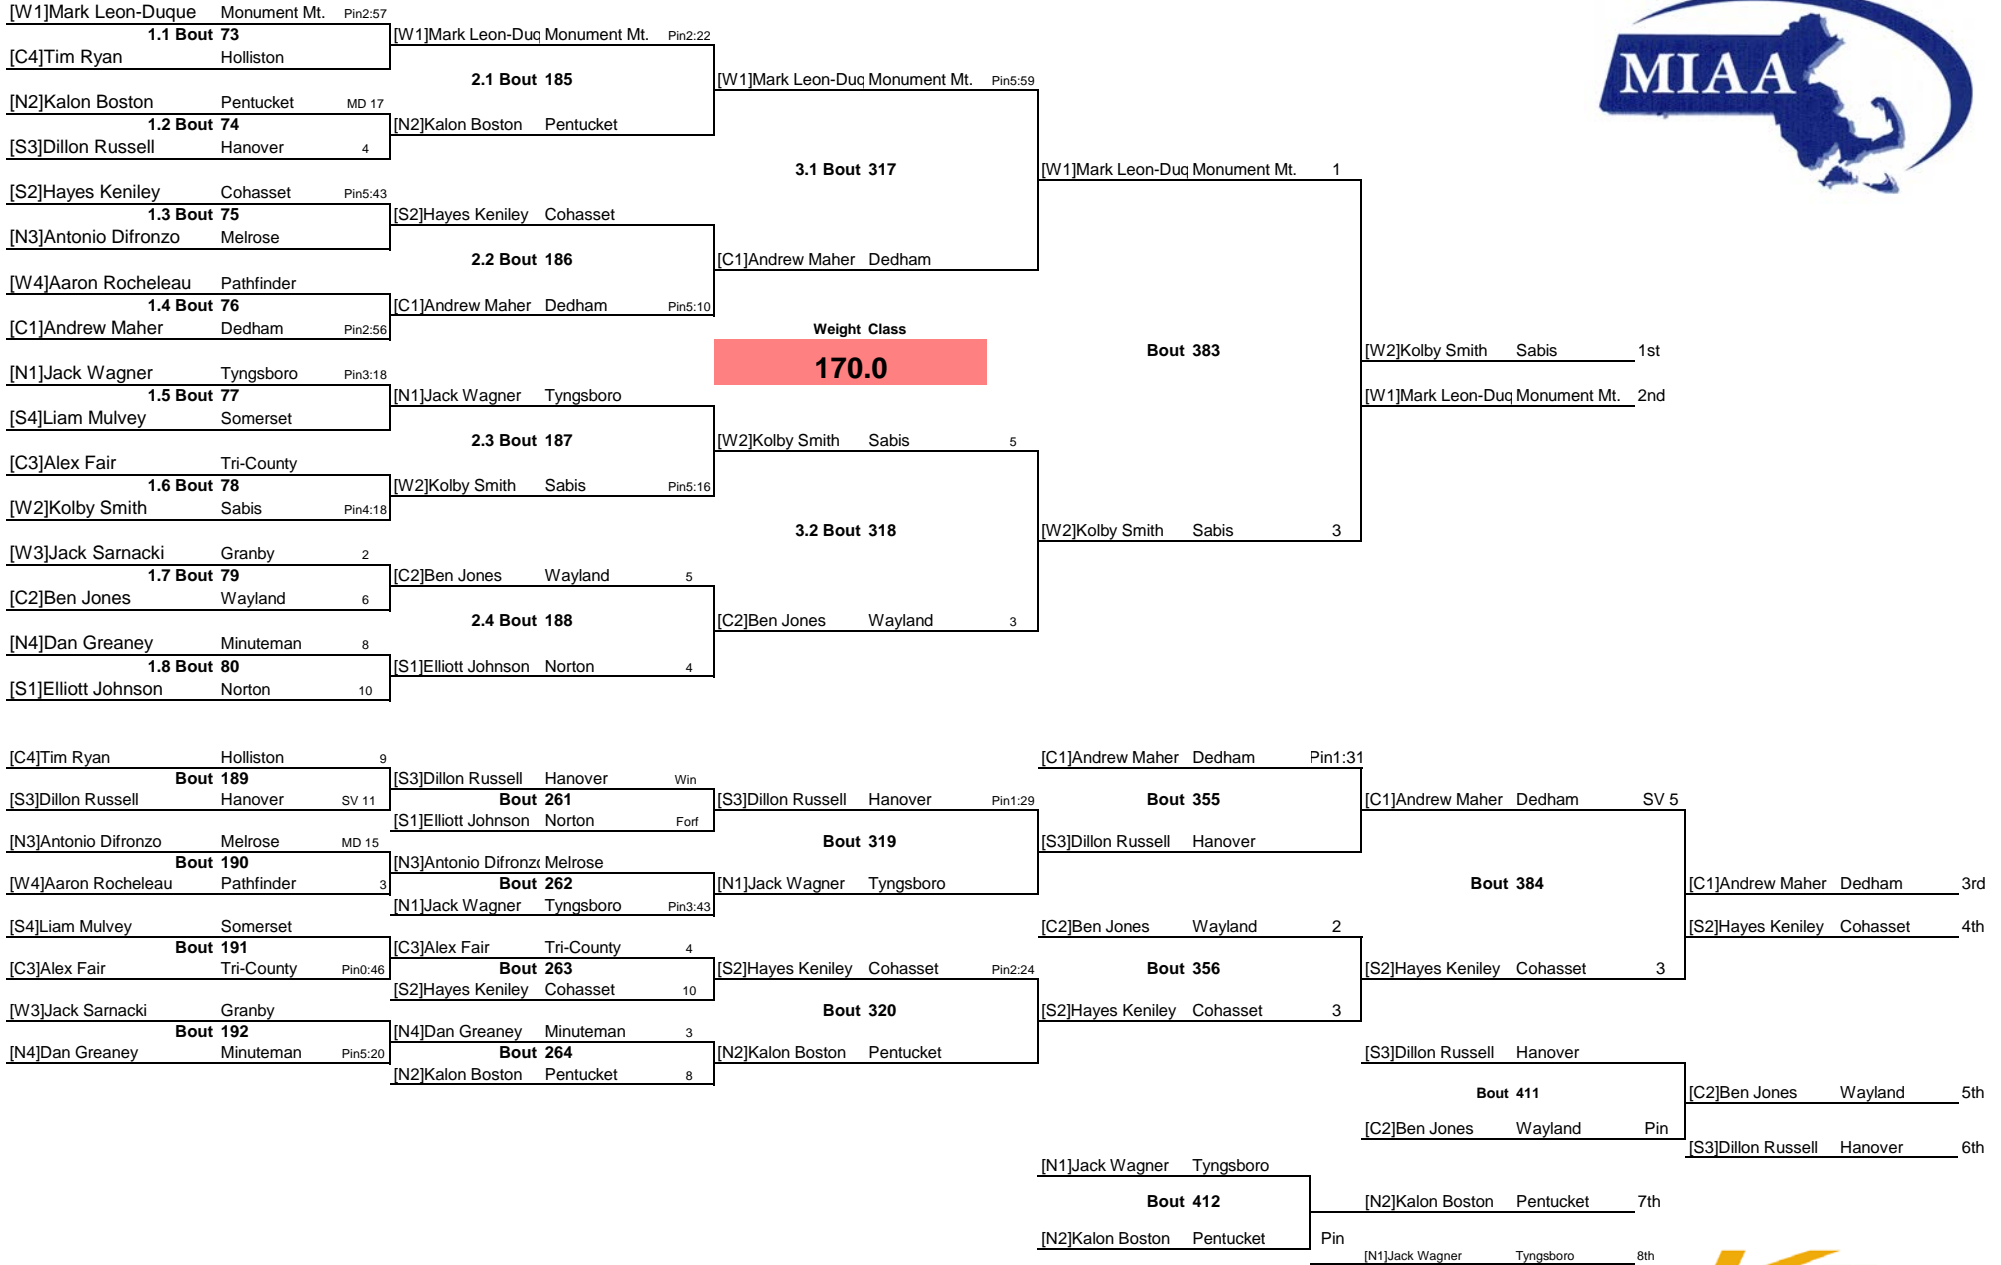 [W1]Mark Leon-Duque Monument Mt. Pin2:57
1.1 Bout 73
[C4]Tim Ryan Holliston
[N2]Kalon Boston Pentucket MD 17
1.2 Bout 74
[S3]Dillon Russell Hanover 4
[S2]Hayes Keniley Cohasset Pin5:43
1.3 Bout 75
[N3]Antonio Difronzo Melrose
[W4]Aaron Rocheleau Pathfinder
1.4 Bout 76
[C1]Andrew Maher Dedham Pin2:56
[N1]Jack Wagner Tyngsboro Pin3:18
1.5 Bout 77
[S4]Liam Mulvey Somerset
[C3]Alex Fair Tri-County
1.6 Bout 78
[W2]Kolby Smith Sabis Pin4:18
[W3]Jack Sarnacki Granby 2
1.7 Bout 79
[C2]Ben Jones Wayland 6
[N4]Dan Greaney Minuteman 8
1.8 Bout 80
[S1]Elliott Johnson Norton 10
[W1]Mark Leon-Duq Monument Mt. Pin2:22
2.1 Bout 185
[N2]Kalon Boston Pentucket
[S2]Hayes Keniley Cohasset
2.2 Bout 186
[C1]Andrew Maher Dedham Pin5:10
[N1]Jack Wagner Tyngsboro
2.3 Bout 187
[W2]Kolby Smith Sabis Pin5:16
[C2]Ben Jones Wayland 5
2.4 Bout 188
[S1]Elliott Johnson Norton 4
[W1]Mark Leon-Duq Monument Mt. Pin5:59
3.1 Bout 317
[C1]Andrew Maher Dedham
Weight Class
170.0
[W2]Kolby Smith Sabis 5
3.2 Bout 318
[C2]Ben Jones Wayland 3
[W1]Mark Leon-Duq Monument Mt. 1
Bout 383
[W2]Kolby Smith Sabis 3
[W2]Kolby Smith Sabis 1st
[W1]Mark Leon-Duq Monument Mt. 2nd
MIAA
[C4]Tim Ryan Holliston 9
Bout 189
[S3]Dillon Russell Hanover SV 11
[N3]Antonio Difronzo Melrose MD 15
Bout 190
[W4]Aaron Rocheleau Pathfinder 3
[S4]Liam Mulvey Somerset
Bout 191
[C3]Alex Fair Tri-County Pin0:46
[W3]Jack Sarnacki Granby
Bout 192
[N4]Dan Greaney Minuteman Pin5:20
[S3]Dillon Russell Hanover Win
Bout 261
[S1]Elliott Johnson Norton Forf
[N3]Antonio Difronz Melrose
Bout 262
[N1]Jack Wagner Tyngsboro Pin3:43
[C3]Alex Fair Tri-County 4
Bout 263
[S2]Hayes Keniley Cohasset 10
[N4]Dan Greaney Minuteman 3
Bout 264
[N2]Kalon Boston Pentucket 8
[S3]Dillon Russell Hanover Pin1:29
Bout 319
[N1]Jack Wagner Tyngsboro
[S2]Hayes Keniley Cohasset Pin2:24
Bout 320
[N2]Kalon Boston Pentucket
[C1]Andrew Maher Dedham Pin1:31
Bout 355
[S3]Dillon Russell Hanover
[C2]Ben Jones Wayland 2
Bout 356
[S2]Hayes Keniley Cohasset 3
[C1]Andrew Maher Dedham SV 5
Bout 384
[S2]Hayes Keniley Cohasset 3
[C1]Andrew Maher Dedham 3rd
[S2]Hayes Keniley Cohasset 4th
[S3]Dillon Russell Hanover
Bout 411
[C2]Ben Jones Wayland Pin
[C2]Ben Jones Wayland 5th
[S3]Dillon Russell Hanover 6th
[N1]Jack Wagner Tyngsboro
Bout 412
[N2]Kalon Boston Pentucket Pin
[N2]Kalon Boston Pentucket 7th
[N1]Jack Wagner Tyngsboro 8th